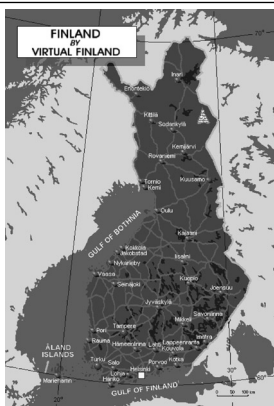 FINLAND
BY
VIRTUAL FINLAND
70°
Inari
Enontekiö
Kittilä
Sodankylä
Kemijärvi
Rovaniemi
Kuusamo
Tornio
Kemi
Oulu
GULF OF BOTHNIA
Kajaani
Kokkola
Jakobstad
Nykarleby
Iisalmi
Vaasa
Kuopio
Seinäjoki
Joensuu
Jyväskylä
Savonlinna
Mikkeli
Tampere
Pori
Imatra
Rauma
Hämeenlinna
Lahti
Lappeenranta
Kouvola
ÅLAND
ISLANDS
Turku
Salo
Porvoo
Kotka
Lohja
Helsinki
Mariehamn
Hanko
GULF OF FINLAND